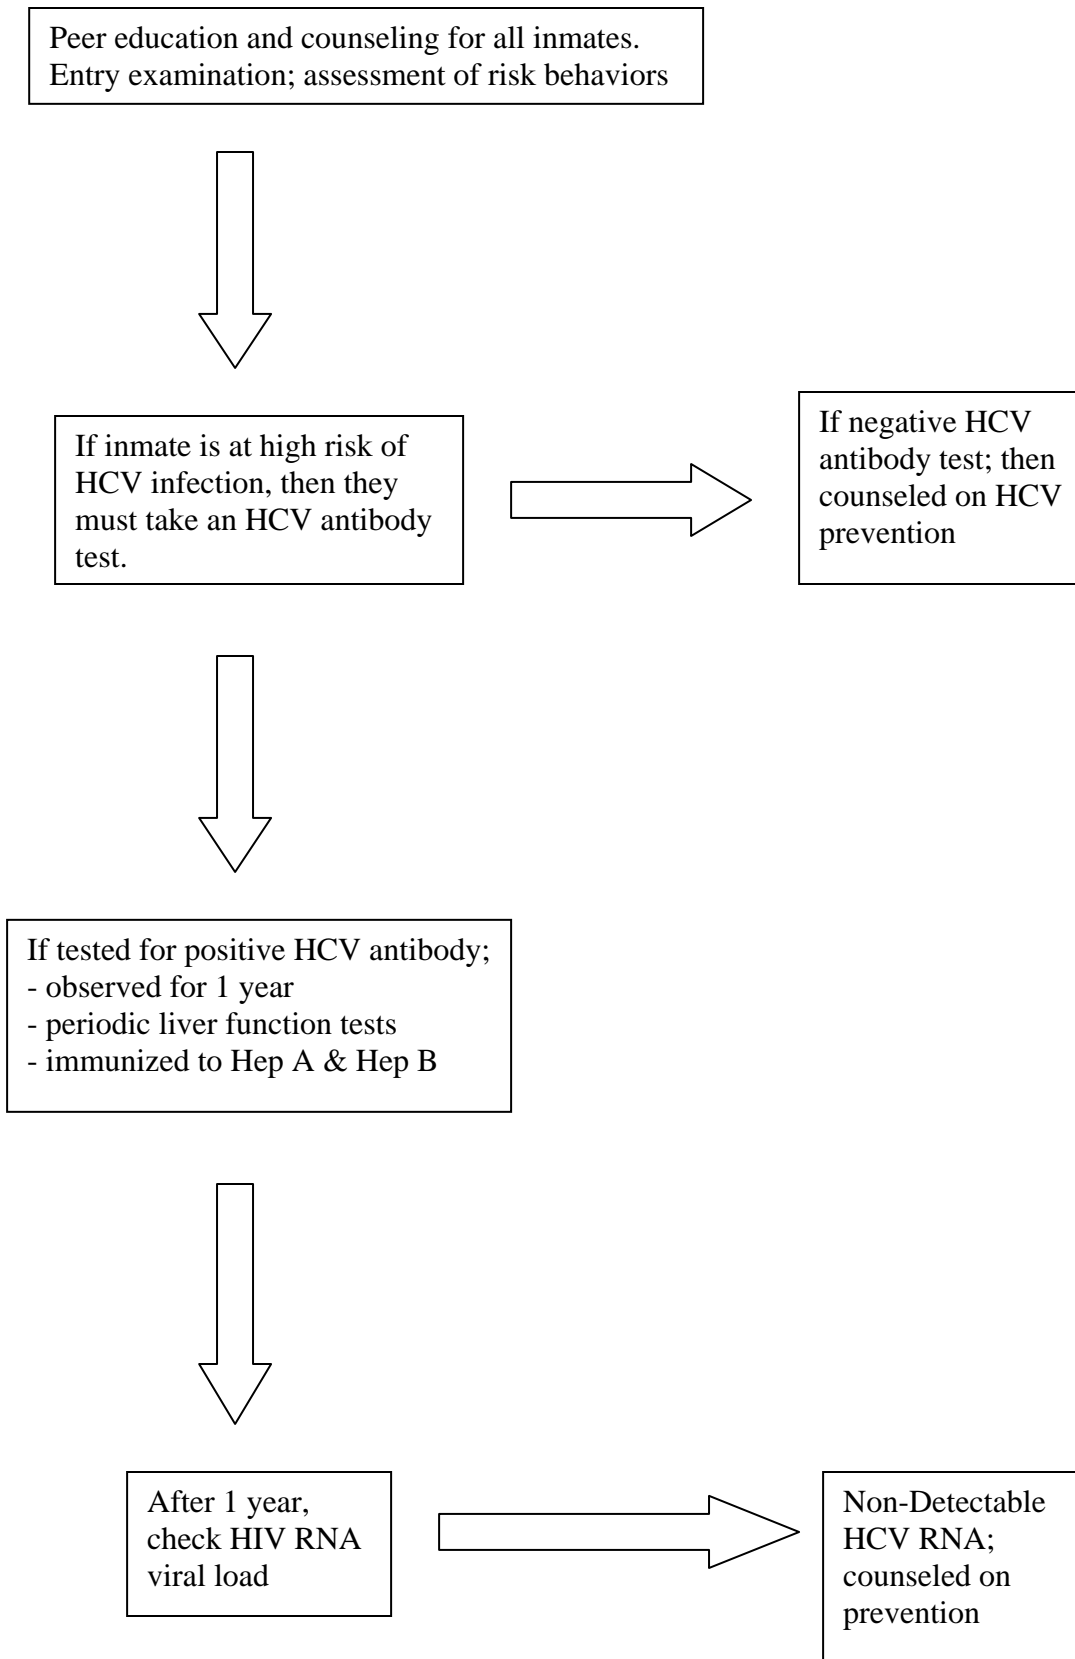 Peer education and counseling for all inmates.
Entry examination; assessment of risk behaviors
If inmate is at high risk of
HCV infection, then they
must take an HCV antibody
test.
If negative HCV
antibody test; then
counseled on HCV
prevention
If tested for positive HCV antibody;
- observed for 1 year
- periodic liver function tests
- immunized to Hep A & Hep B
After 1 year,
check HIV RNA
viral load
Non-Detectable
HCV RNA;
counseled on
prevention